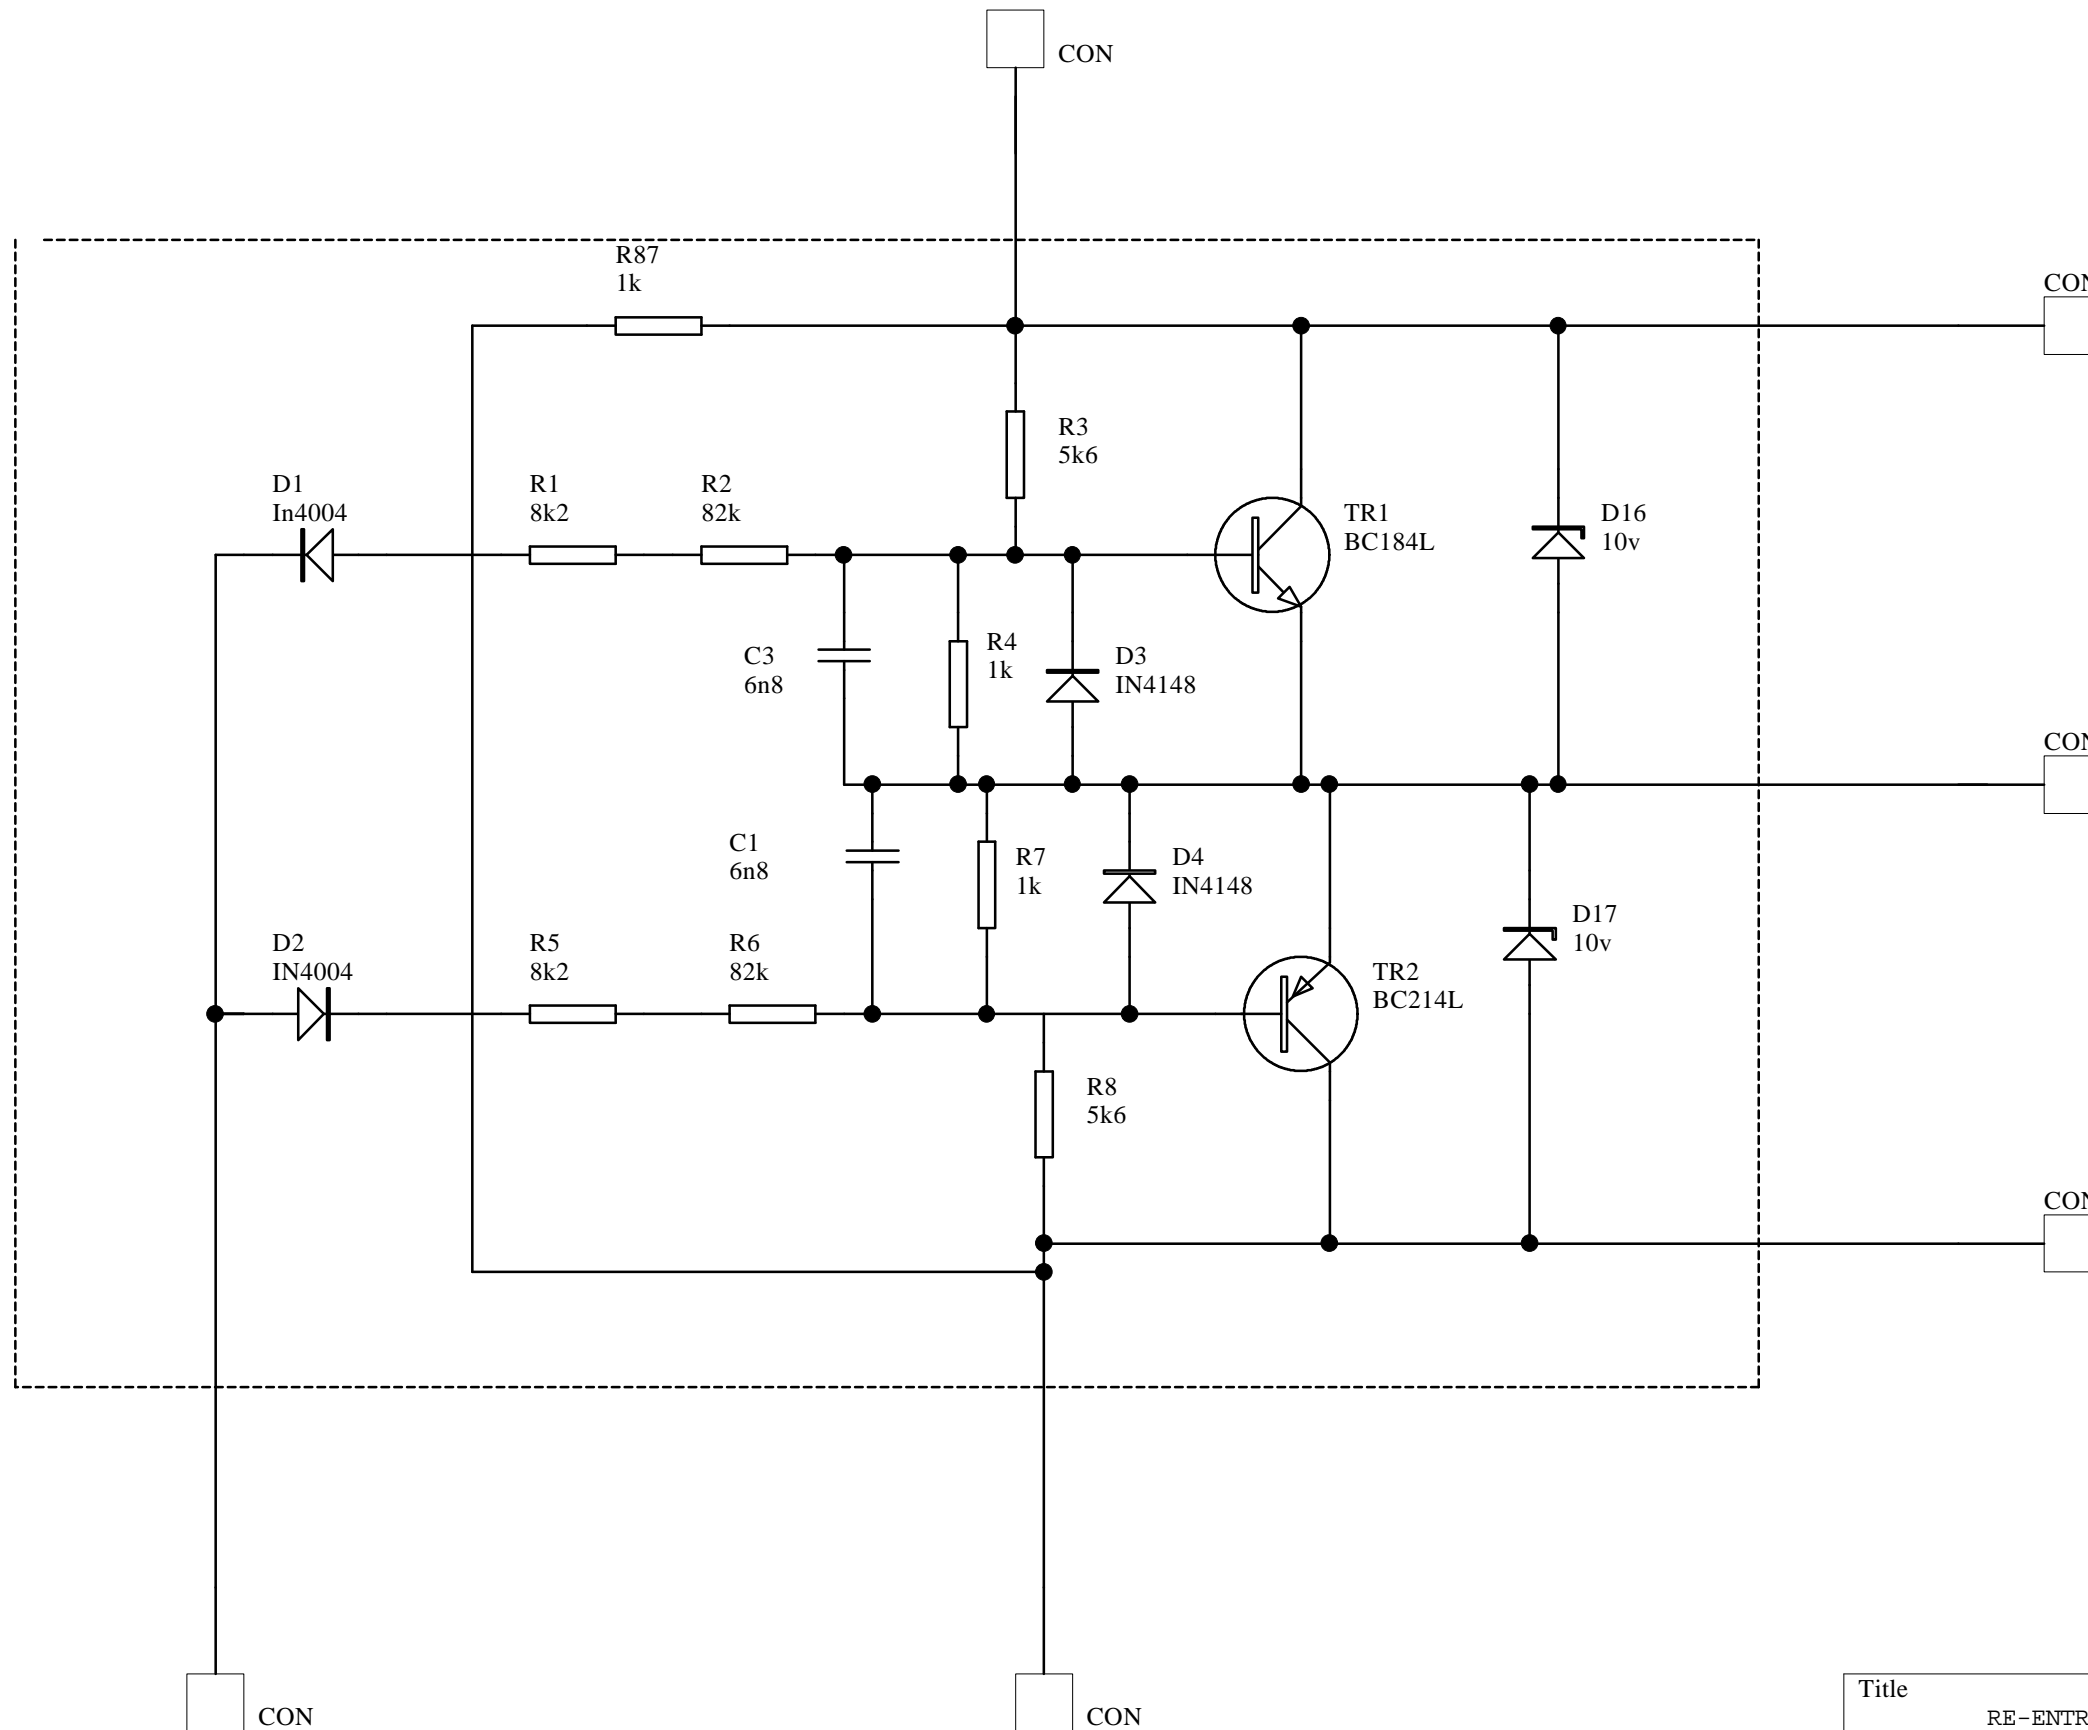 CON
R87
1k
CON
R3
5k6
D1
In4004
R1
8k2
R2
82k
TR1
BC184L
D16
10v
C3
6n8
R4
1k
D3
IN4148
CON
C1
6n8
R7
1k
D4
IN4148
D17
10v
D2
IN4004
R5
8k2
R6
82k
TR2
BC214L
R8
5k6
CON
Title
RE-ENTR
CON
CON